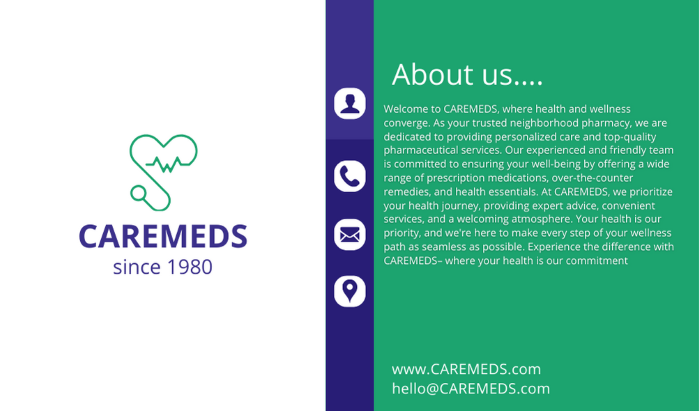 CAREMEDS
since 1980
About us....
Welcome to CAREMEDS, where health and wellness
converge. As your trusted neighborhood pharmacy, we are
dedicated to providing personalized care and top-quality
pharmaceutical services. Our experienced and friendly team
is committed to ensuring your well-being by offering a wide
range of prescription medications, over-the-counter
remedies, and health essentials. At CAREMEDS, we prioritize
your health journey, providing expert advice, convenient
services, and a welcoming atmosphere. Your health is our
priority, and we're here to make every step of your wellness
path as seamless as possible. Experience the difference with
CAREMEDS– where your health is our commitment
www.CAREMEDS.com
hello@CAREMEDS.com